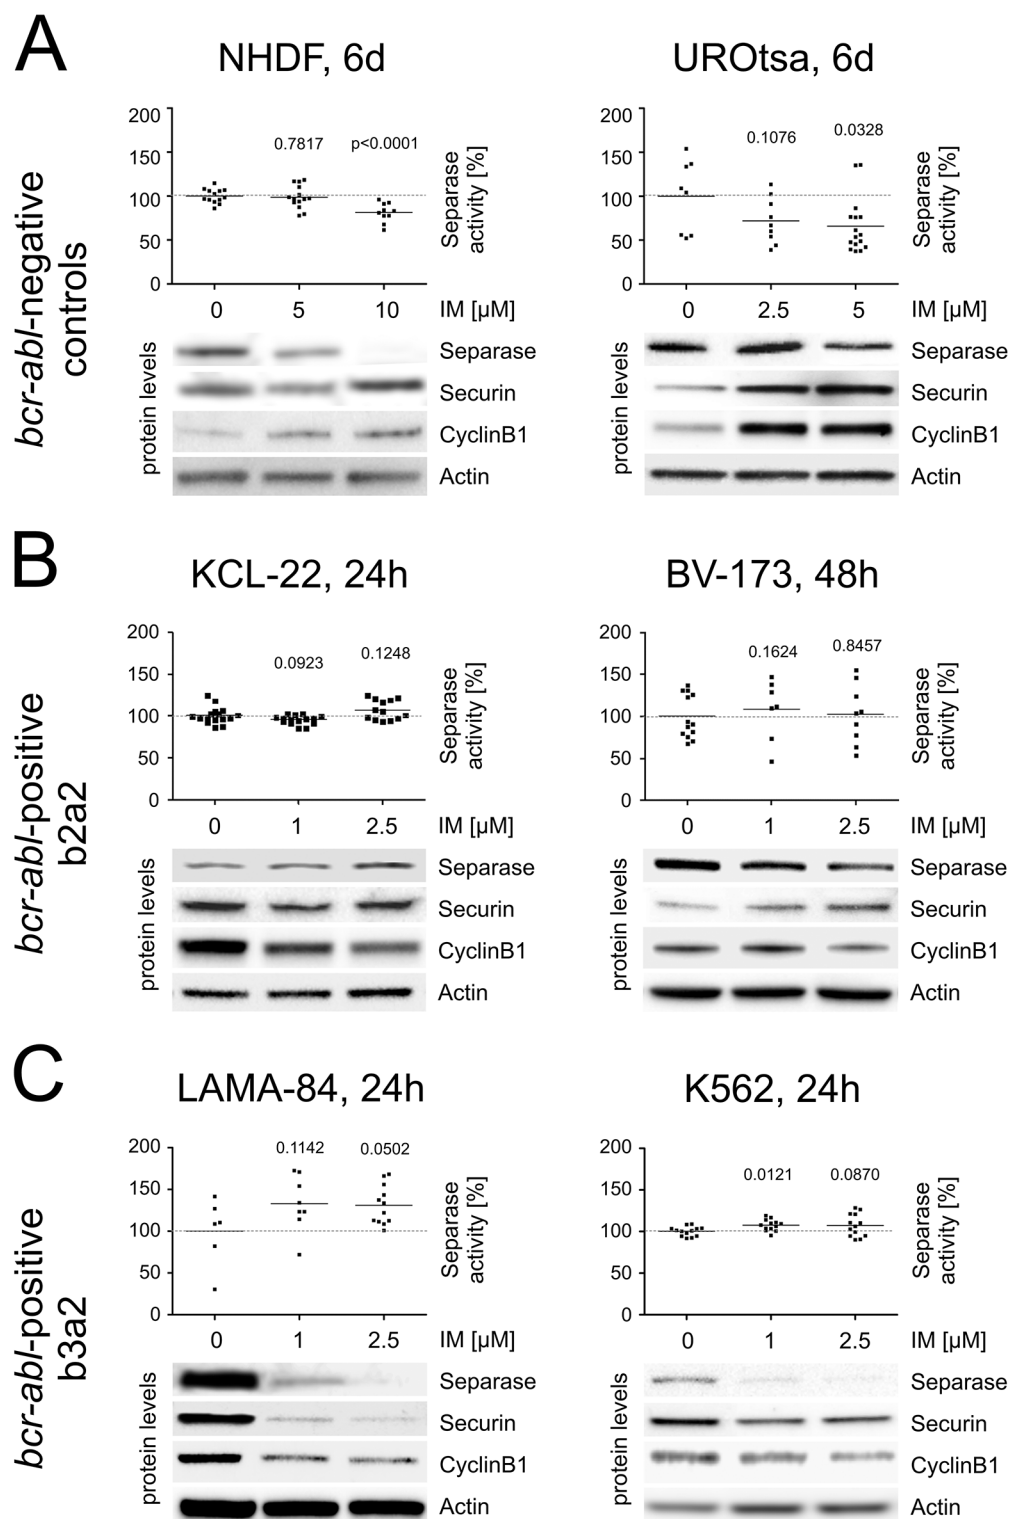 A
bcr-abl-negative
controls
NHDF, 6d
200
150
100
50
0
0.7817
p<0.0001
Separase
activity [%]
0 5 10 IM [µM]
protein levels
Separase
Securin
CyclinB1
Actin
UROtsa, 6d
200
150
100
50
0
0.1076
0.0328
Separase
activity [%]
0 2.5 5 IM [µM]
protein levels
Separase
Securin
CyclinB1
Actin
B
bcr-abl-positive
b2a2
KCL-22, 24h
200
150
100
50
0
0.0923
0.1248
Separase
activity [%]
0 1 2.5 IM [µM]
protein levels
Separase
Securin
CyclinB1
Actin
BV-173, 48h
200
150
100
50
0
0.1624
0.8457
Separase
activity [%]
0 1 2.5 IM [µM]
protein levels
Separase
Securin
CyclinB1
Actin
C
bcr-abl-positive
b3a2
LAMA-84, 24h
200
150
100
50
0
0.1142
0.0502
Separase
activity [%]
0 1 2.5 IM [µM]
protein levels
Separase
Securin
CyclinB1
Actin
K562, 24h
200
150
100
50
0
0.0121
0.0870
Separase
activity [%]
0 1 2.5 IM [µM]
protein levels
Separase
Securin
CyclinB1
Actin